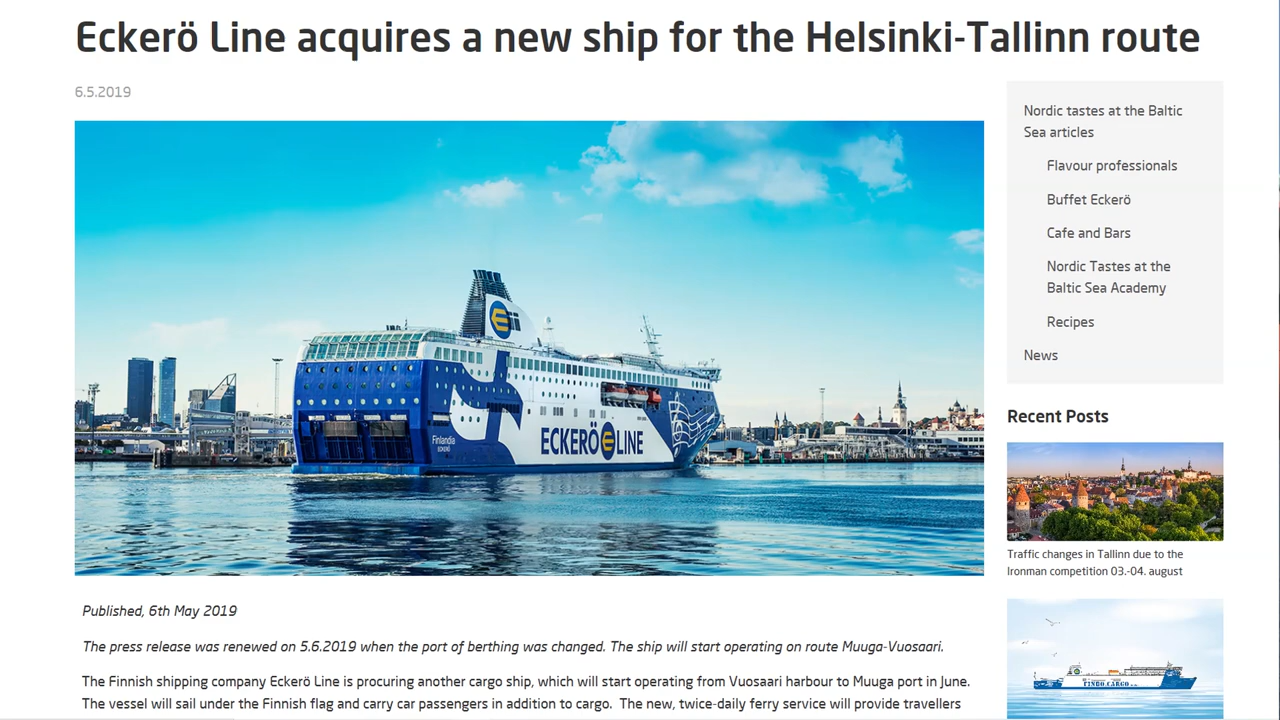 Eckerö Line acquires a new ship for the Helsinki-Tallinn route
6.5.2019
Finlandia
ECKERÖ LINE
Published, 6th May 2019
The press release was renewed on 5.6.2019 when the port of berthing was changed. The ship will start operating on route Muuga-Vuosaari.
The Finnish shipping company Eckerö Line is procuring another cargo ship, which will start operating from Vuosaari harbour to Muuga port in June.
The vessel will sail under the Finnish in addition to cargo. The new, twice-daily ferry service will provide travellers
Nordic tastes at the Baltic
Sea articles
Flavour professionals
Buffet Eckerö
Cafe and Bars
Nordic Tastes at the
Baltic Sea Academy
Recipes
News
Recent Posts
Traffic changes in Tallinn due to the
Ironman competition 03.-04. august
FINBO CARGO